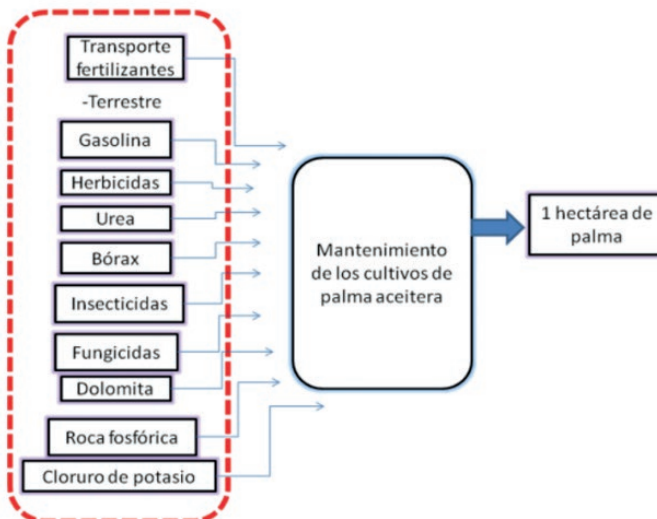 Transporte
fertilizantes
-Terrestre
Gasolina
Herbicidas
Urea
Bórax
Insecticidas
Fungicidas
Dolomita
Roca fosfórica
Cloruro de potasio
Mantenimiento
de los cultivos de
palma aceitera
1 hectárea de
palma